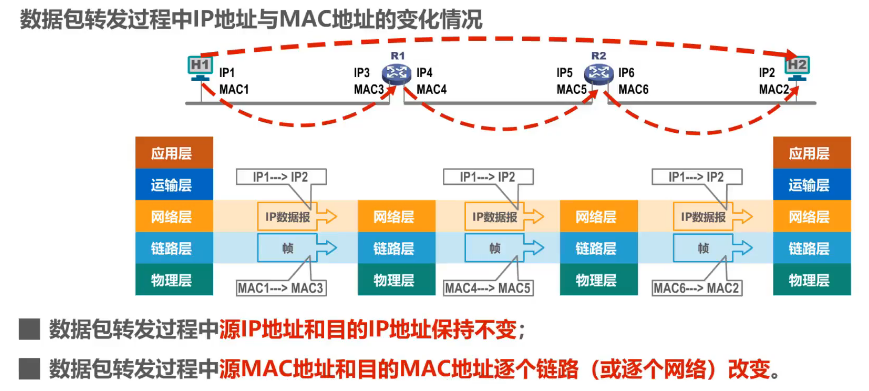 数据包转发过程中IP地址与MAC地址的变化情况
H1 R1 R2 H2
IP1 IP3 IP4 IP5 IP6 IP2
MAC1 MAC3 MAC4 MAC5 MAC6 MAC2
应用层 应用层
运输层 IP1---> IP2 IP1---> IP2 IP1---> IP2 运输层
网络层 IP数据报 网络层 IP数据报 网络层 IP数据报 网络层
链路层 帧 链路层 帧 链路层 帧 链路层
物理层 MAC1---> MAC3 物理层 MAC4---> MAC5 物理层 MAC6---> MAC2 物理层
数据包转发过程中源IP地址和目的IP地址保持不变；
数据包转发过程中源MAC地址和目的MAC地址逐个链路（或逐个网络）改变。